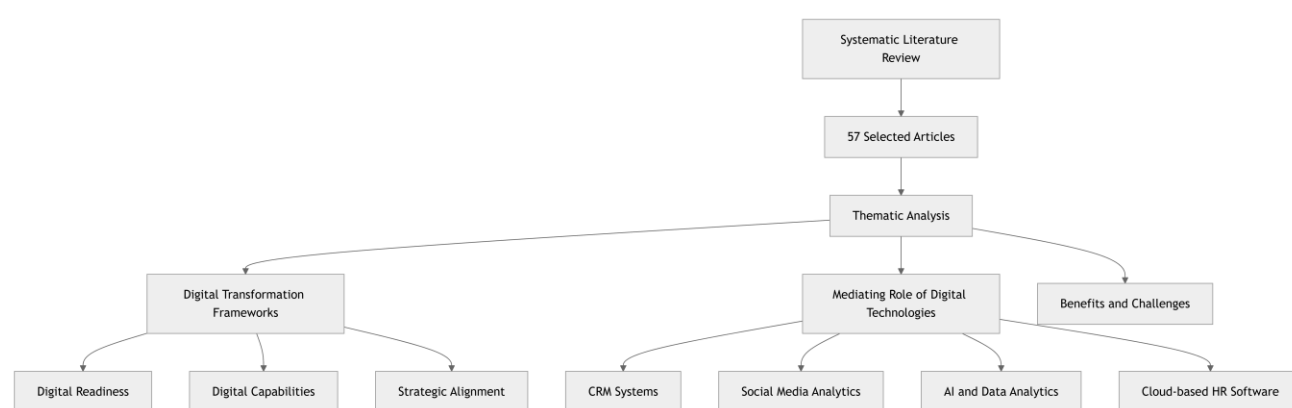 Systematic Literature
Review
57 Selected Articles
Thematic Analysis
Digital Transformation
Frameworks
Mediating Role of Digital
Technologies
Benefits and Challenges
Digital Readiness
Digital Capabilities
Strategic Alignment
CRM Systems
Social Media Analytics
AI and Data Analytics
Cloud-based HR Software